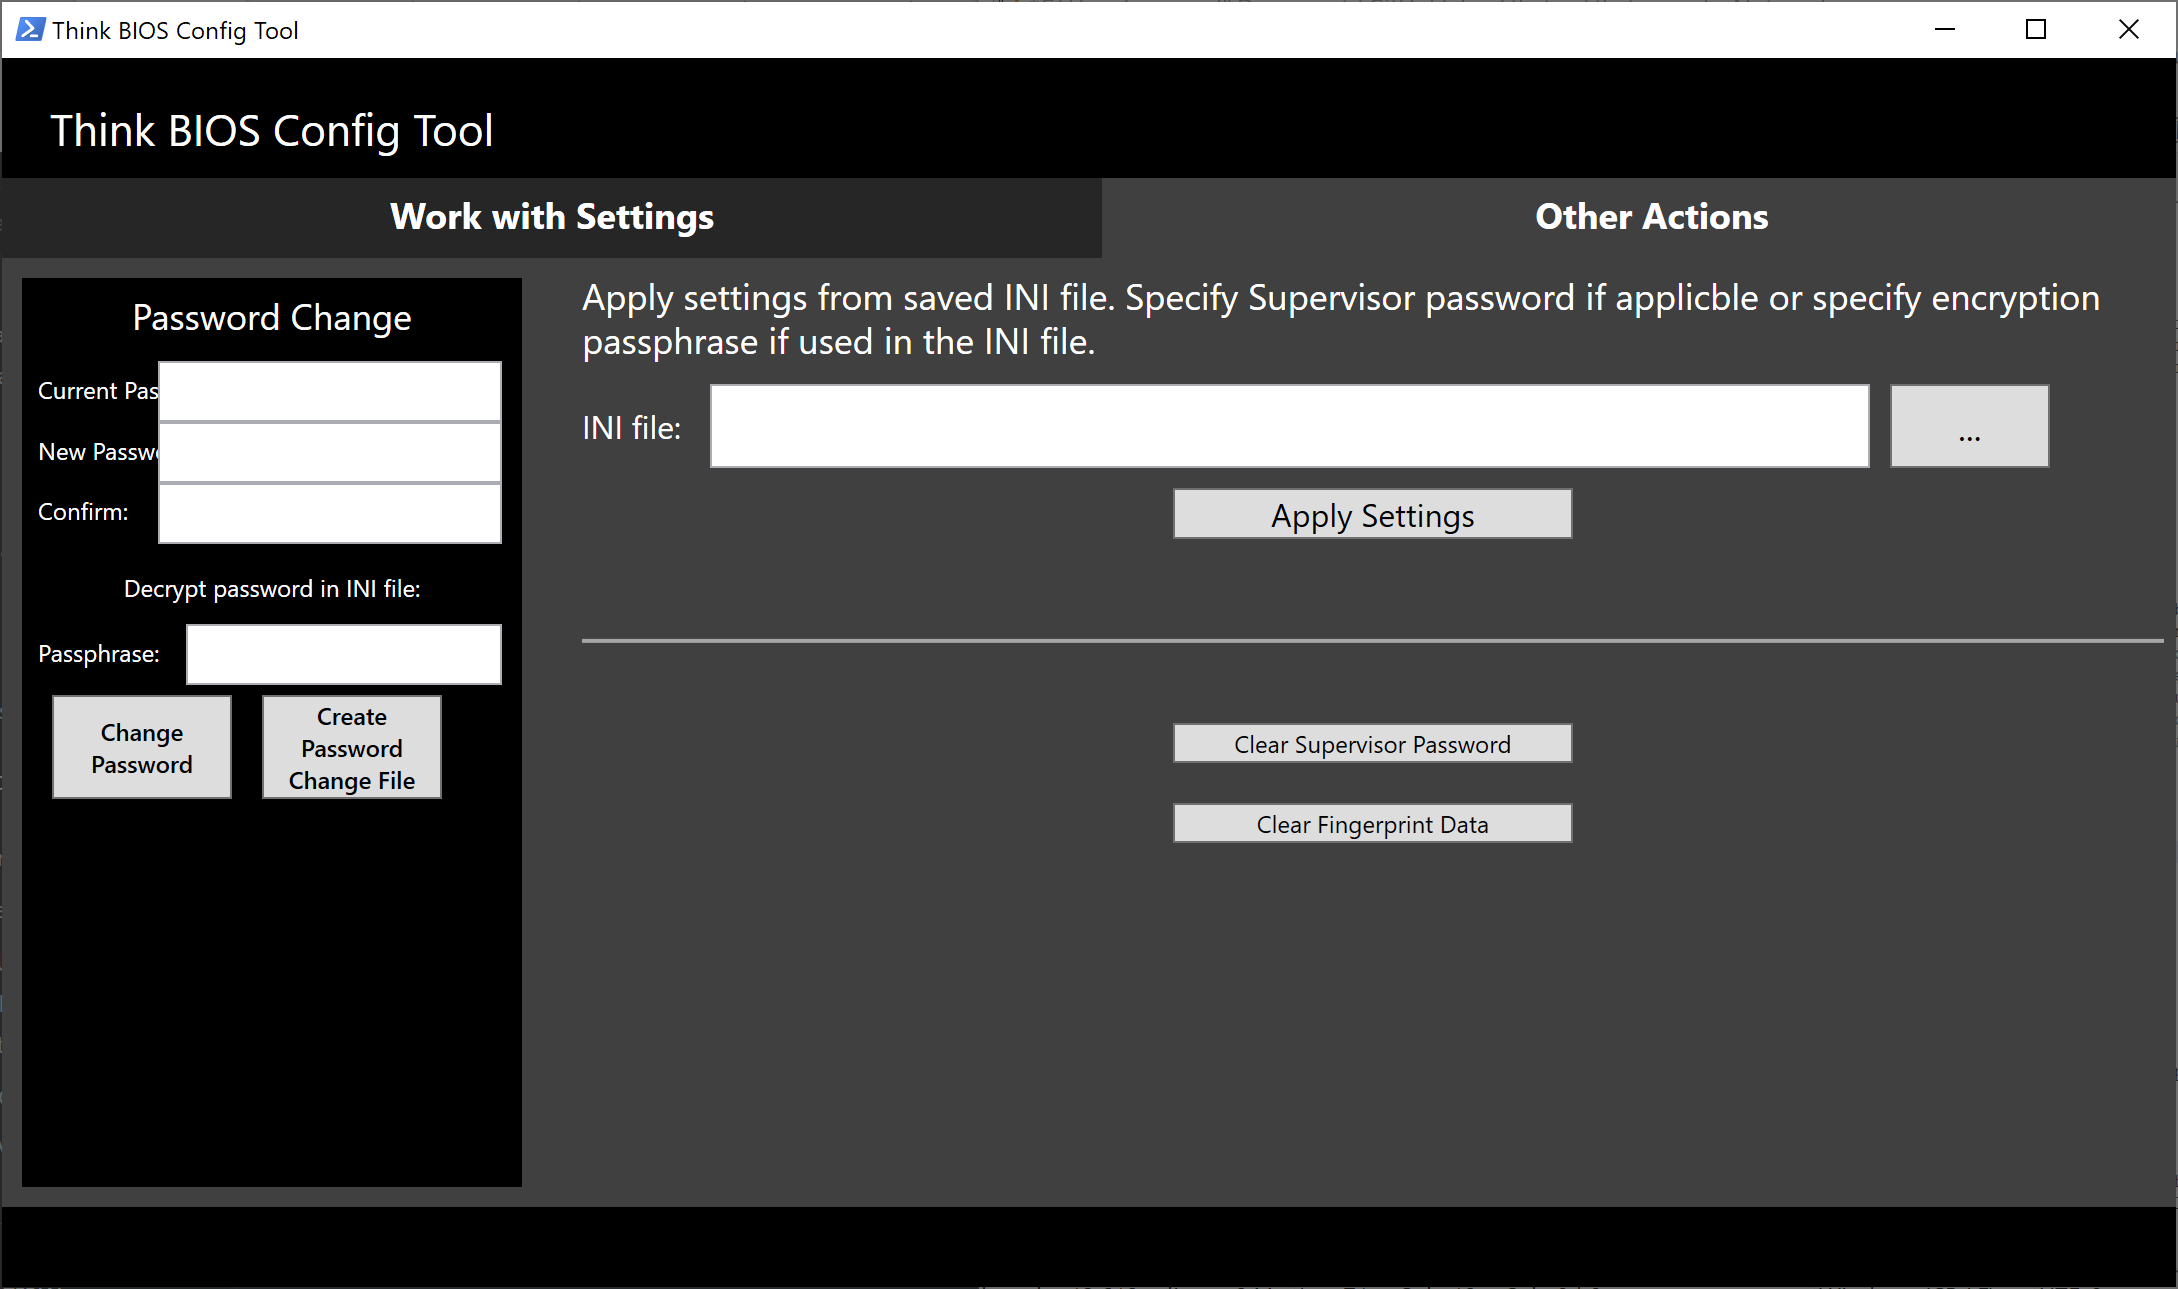 Think BIOS Config Tool
Think BIOS Config Tool
Work with Settings
Other Actions
Password Change
Current Pas
New Passw
Confirm:
Decrypt password in INI file:
Passphrase:
Change
Password
Create
Password
Change File
Apply settings from saved INI file. Specify Supervisor password if applicble or specify encryption
passphrase if used in the INI file.
INI file:
...
Apply Settings
Clear Supervisor Password
Clear Fingerprint Data